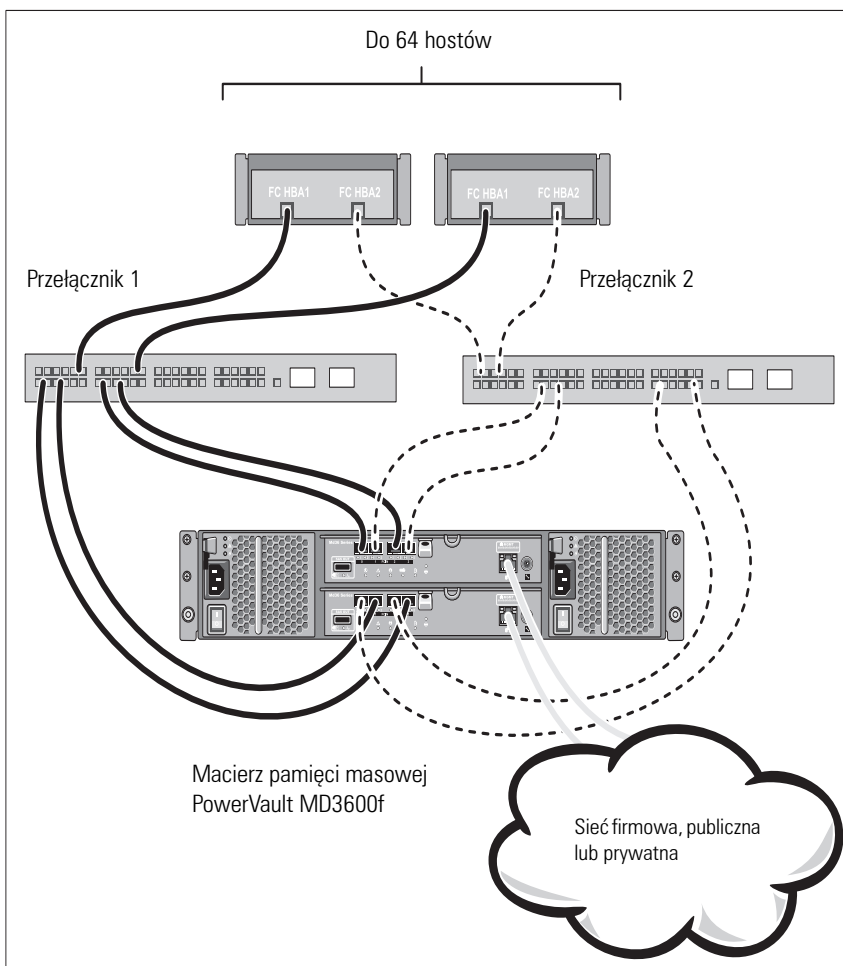 Do 64 hostów
FC HBA1
FC HBA2
FC HBA1
FC HBA2
Przełącznik 1
Przełącznik 2
Macierz pamięci masowej
PowerVault MD3600f
Sieć firmowa, publiczna
lub prywatna